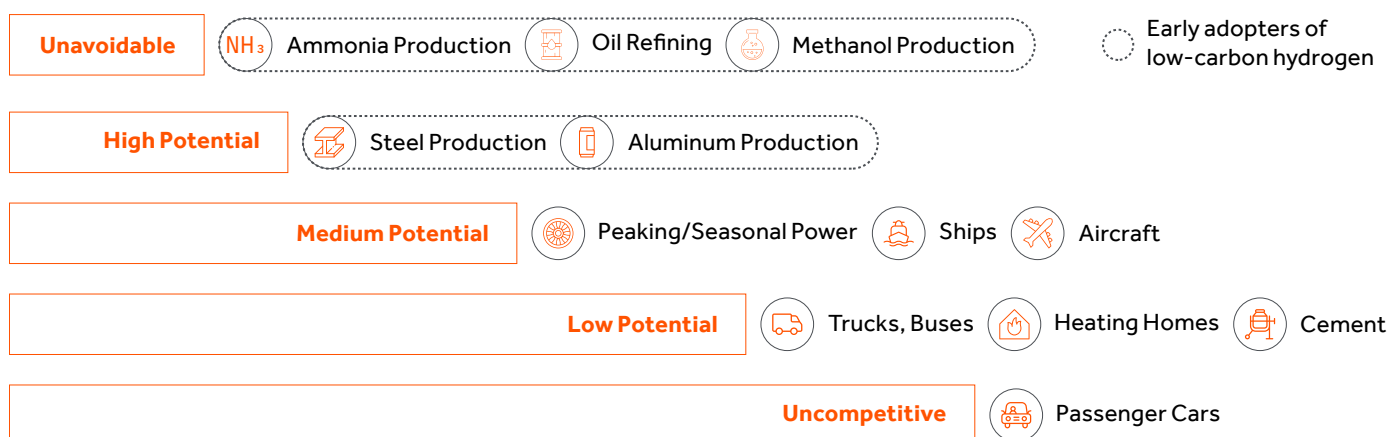 Unavoidable NH₃ Ammonia Production Oil Refining Methanol Production
Early adopters of
low-carbon hydrogen
High Potential Steel Production Aluminum Production
Medium Potential Peaking/Seasonal Power Ships Aircraft
Low Potential Trucks, Buses Heating Homes Cement
Uncompetitive Passenger Cars